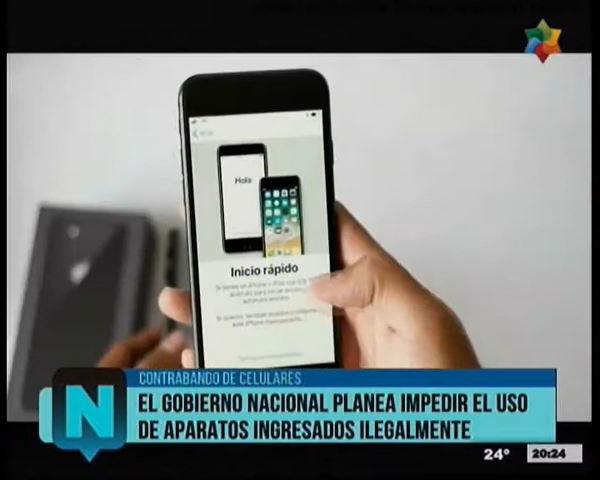 Hola
Inicio rápido
CONTRABANDO DE CELULARES
N
EL GOBIERNO NACIONAL PLANEA IMPEDIR EL USO
DE APARATOS INGRESADOS ILEGALMENTE
24°
20:24